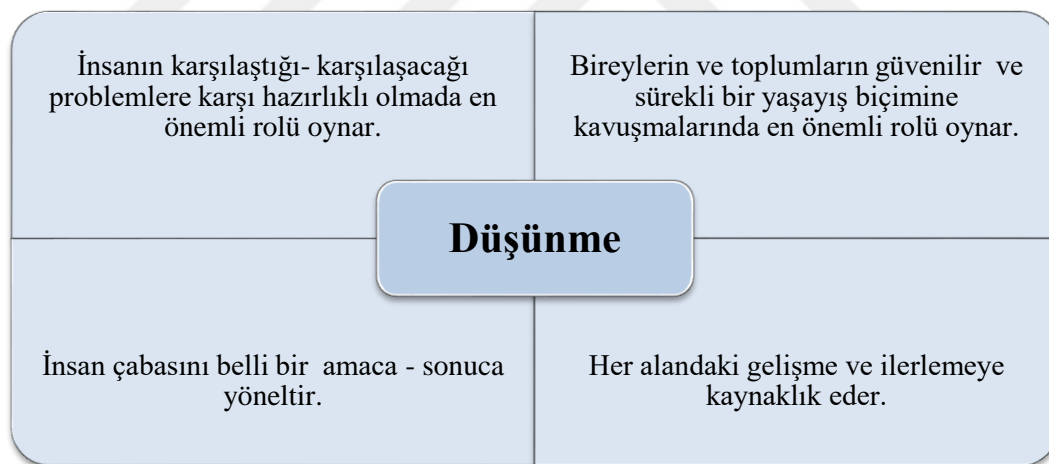 İnsanın karşılaştığı- karşılaşacağı
problemlere karşı hazırlıklı olmada en
önemli rolü oynar.
Bireylerin ve toplumların güvenilir ve
sürekli bir yaşayış biçimine
kavuşmalarında en önemli rolü oynar.
Düşünme
İnsan çabasını belli bir amaca - sonuca
yöneltir.
Her alandaki gelişme ve ilerlemeye
kaynaklık eder.